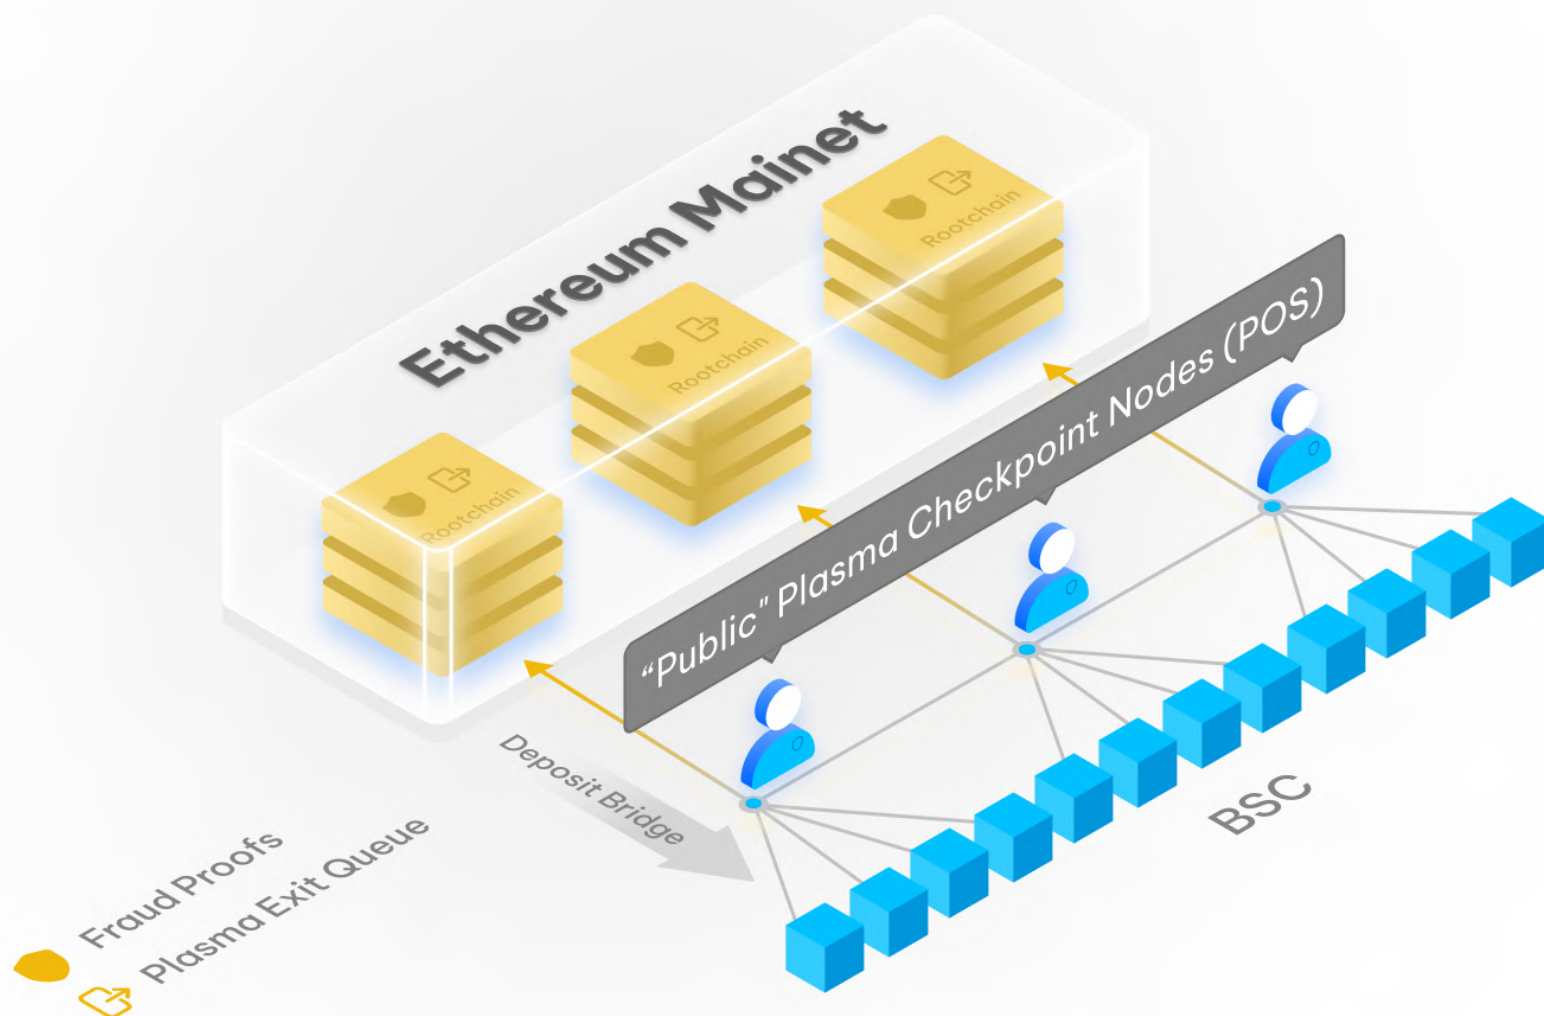 Ethereum Mainet
Rootchain
Rootchain
Rootchain
“Public” Plasma Checkpoint Nodes (POS)
Deposit Bridge
BSC
Fraud Proofs
Plasma Exit Queue